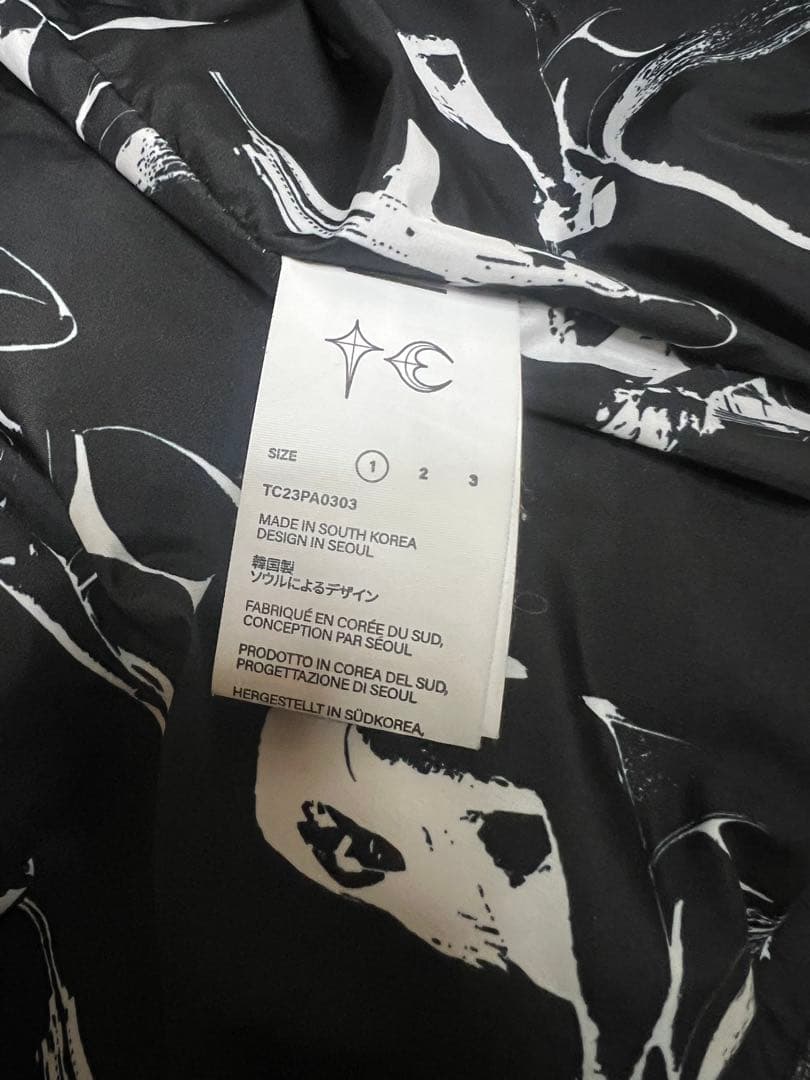 SIZE 1 2 3
TC23PA0303
MADE IN SOUTH KOREA
DESIGN IN SEOUL
韓国製
ソウルによるデザイン
FABRIQUÉ EN CORÉE DU SUD,
CONCEPTION PAR SÉOUL
PRODOTTO IN COREA DEL SUD,
PROGETTAZIONE DI SEOUL
HERGESTELLT IN SÜDKOREA,